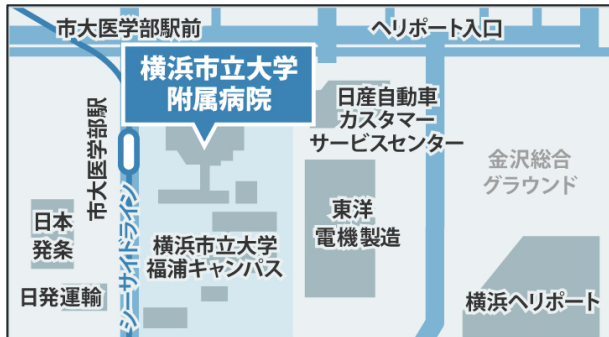 市大医学部駅前
ヘリポート入口
横浜市立大学
附属病院
日産自動車
カスタマー
サービスセンター
市大医学部駅
金沢総合
グラウンド
シーサイドライン
日本
発条
横浜市立大学
福浦キャンパス
東洋
電機製造
日発運輸
横浜ヘリポート